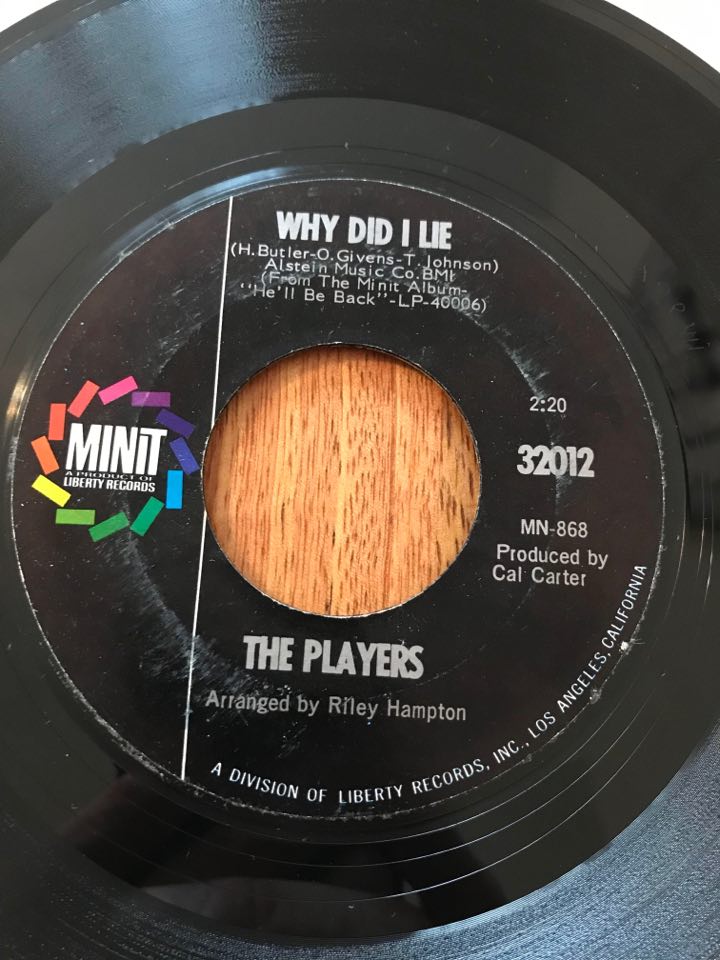 WHY DID I LIE
(H.Butler-O. Givens-T. Johnson)
Alstein Music Co. BMI
(From The Minit Album-
"He'll Be Back"-LP-40006)
MINIT
A PRODUCT OF
LIBERTY RECORDS
2:20
32012
MN-868
Produced by
Cal Carter
THE PLAYERS
Arranged by Riley Hampton
A DIVISION OF LIBERTY RECORDS, INC., LOS ANGELES, CALIFORNIA